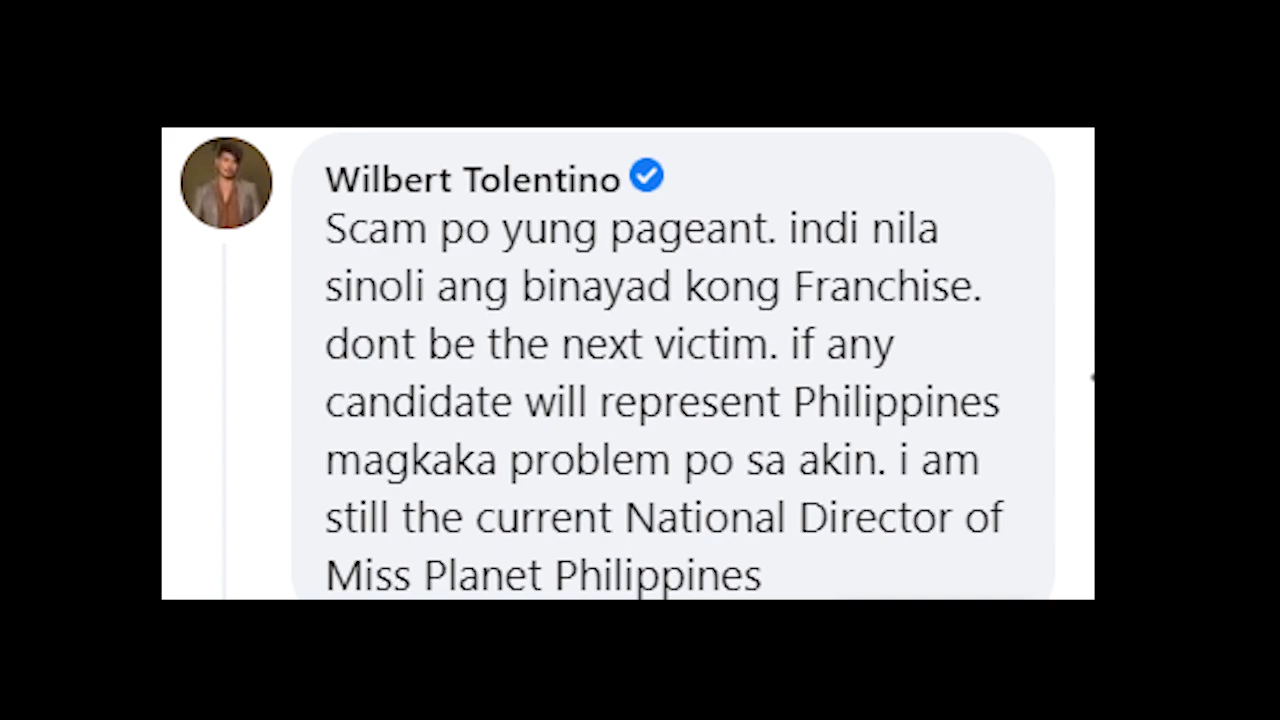 Wilbert Tolentino
Scam po yung pageant. indi nila
sinoli ang binayad kong Franchise.
dont be the next victim. if any
candidate will represent Philippines
magkaka problem po sa akin. i am
still the current National Director of
Miss Planet Philippines